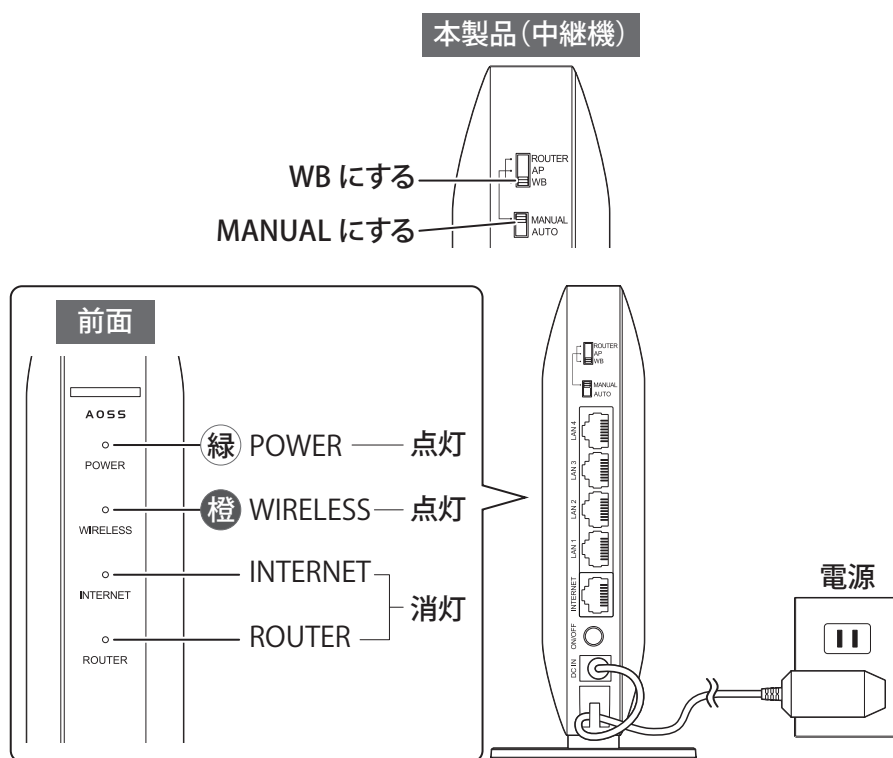 本製品（中継機）
ROUTER
AP
WB
WB にする
MANUAL
AUTO
MANUAL にする
前面
AOSS
POWER
緑 POWER 点灯
WIRELESS
橙 WIRELESS 点灯
INTERNET
INTERNET
消灯
ROUTER
ROUTER
ROUTER
AP
WB
MANUAL
AUTO
LAN 4
LAN 3
LAN 2
LAN 1
INTERNET
ON/OFF
DC IN
電源